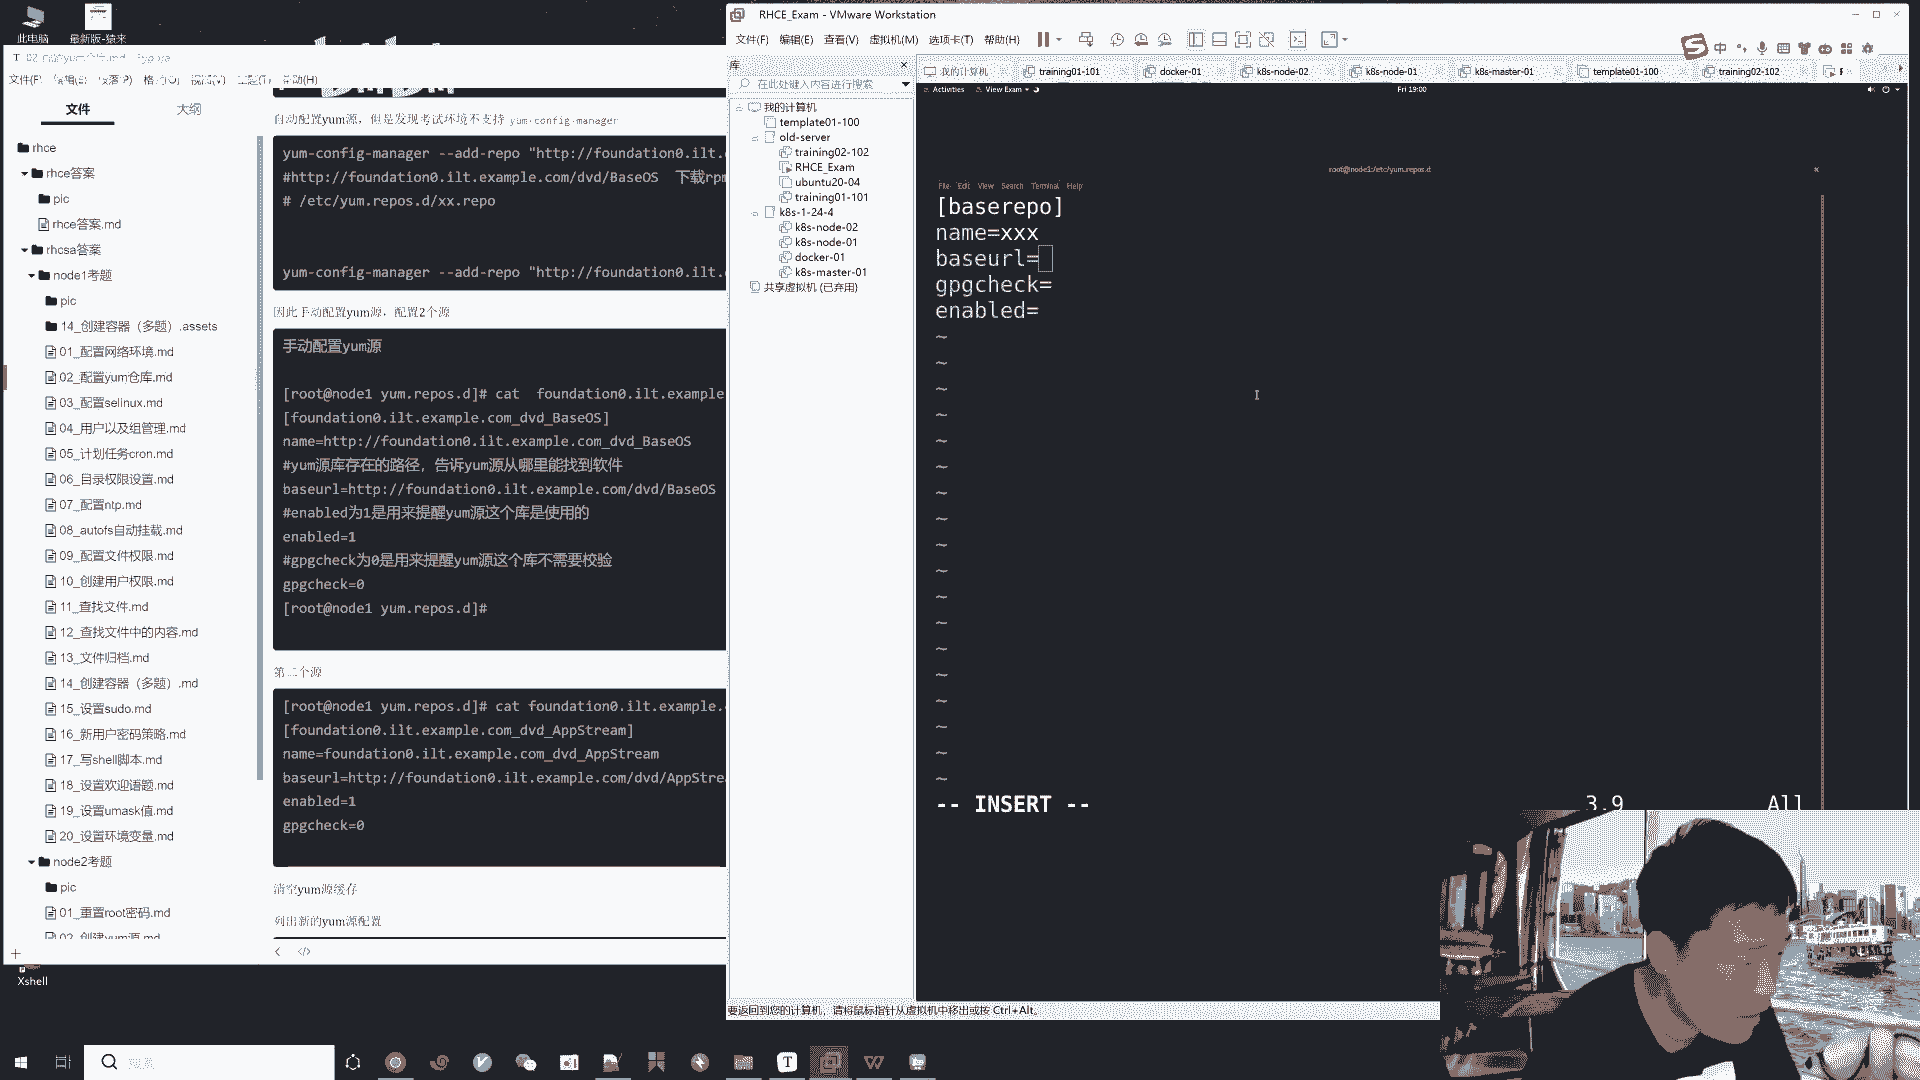 此电脑
最新版-猿来
文件
大纲
rhce
rhce答案
pic
rhce答案.md
rhcsa答案
node1考题
pic
14_创建容器（多题）.assets
01_配置网络环境.md
02_配置yum仓库.md
03_配置selinux.md
04_用户以及组管理.md
05_计划任务cron.md
06_目录权限设置.md
07_配置ntp.md
08_autofs自动挂载.md
09_配置文件权限.md
10_创建用户权限.md
11_查找文件.md
12_查找文件中的内容.md
13_文件归档.md
14_创建容器（多题）.md
15_设置sudo.md
16_新用户密码策略.md
17_写shell脚本.md
18_设置欢迎语题.md
19_设置umask值.md
20_设置环境变量.md
node2考题
pic
01_重置root密码.md
02_创建yum源.md
Xshell
自动配置yum源，但是发现考试环境不支持 yum-config-manager
yum-config-manager --add-repo "http://foundation0.ilt.
#http://foundation0.ilt.example.com/dvd/BaseOS 下载rpm
# /etc/yum.repos.d/xx.repo
yum-config-manager --add-repo "http://foundation0.ilt.
因此手动配置yum源，配置2个源
手动配置yum源
[root@node1 yum.repos.d]# cat foundation0.ilt.example
[foundation0.ilt.example.com_dvd_BaseOS]
name=http://foundation0.ilt.example.com_dvd_BaseOS
#yum源库存在的路径，告诉yum源从哪里能找到软件
baseurl=http://foundation0.ilt.example.com/dvd/BaseOS
#enabled为1是用来提醒yum源这个库是使用的
enabled=1
#gpgcheck为0是用来提醒yum源这个库不需要校验
gpgcheck=0
[root@node1 yum.repos.d]#
第二个源
[root@node1 yum.repos.d]# cat foundation0.ilt.example.
[foundation0.ilt.example.com_dvd_AppStream]
name=foundation0.ilt.example.com_dvd_AppStream
baseurl=http://foundation0.ilt.example.com/dvd/AppStrea
enabled=1
gpgcheck=0
清空yum源缓存
列出新的yum源配置
RHCE_Exam - VMware Workstation
文件(F) 编辑(E) 查看(V) 虚拟机(M) 选项卡(T) 帮助(H)
库
在此处键入内容进行搜索
我的计算机
template01-100
old-server
training02-102
RHCE_Exam
ubuntu20-04
training01-101
k8s-1-24-4
k8s-node-02
k8s-node-01
docker-01
k8s-master-01
共享虚拟机 (已弃用)
我的计算机 training01-101 docker-01 k8s-node-02 k8s-node-01 k8s-master-01 template01-100 training02-102
Activities View Exam Fri 19:00
root@node1:/etc/yum.repos.d
File Edit View Search Terminal Help
[baserepo]
name=xxx
baseurl=
gpgcheck=
enabled=
-- INSERT -- 3,9 All
要返回到您的计算机，请将鼠标指针从虚拟机中移出或按 Ctrl+Alt。